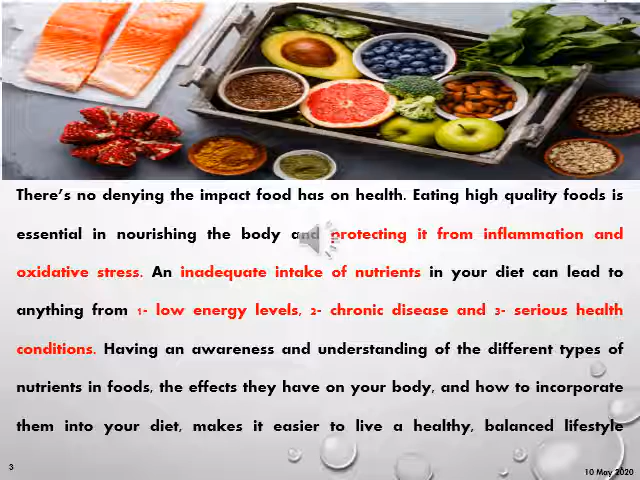 There's no denying the impact food has on health. Eating high quality foods is
essential in nourishing the body and protecting it from inflammation and
oxidative stress. An inadequate intake of nutrients in your diet can lead to
anything from 1- low energy levels, 2- chronic disease and 3- serious health
conditions. Having an awareness and understanding of the different types of
nutrients in foods, the effects they have on your body, and how to incorporate
them into your diet, makes it easier to live a healthy, balanced lifestyle
3
10 May 2020